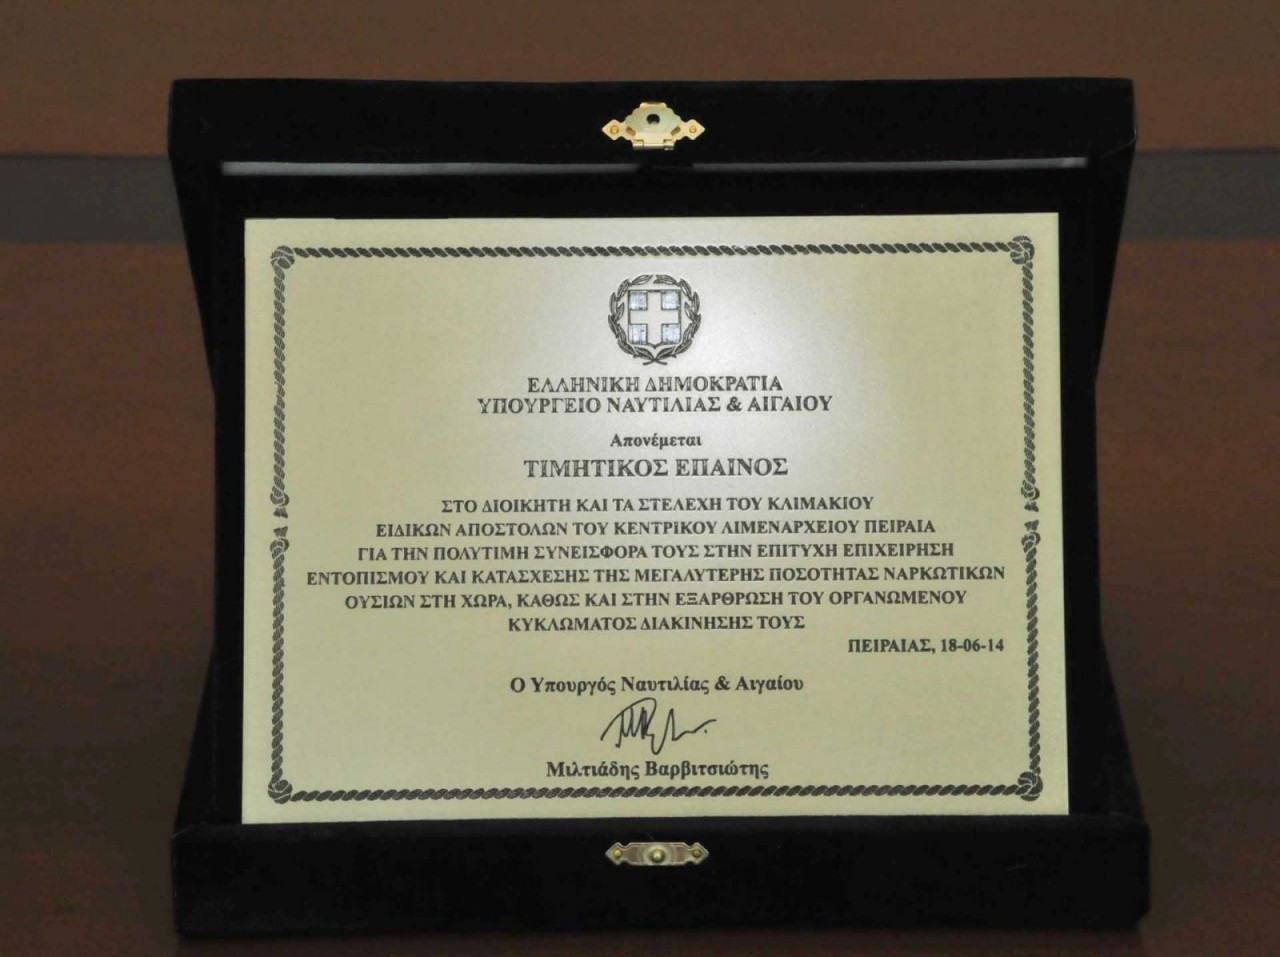 ΕΛΛΗΝΙΚΗ ΔΗΜΟΚΡΑΤΙΑ
ΥΠΟΥΡΓΕΙΟ ΝΑΥΤΙΛΙΑΣ & ΑΙΓΑΙΟΥ
Απονέμεται
ΤΙΜΗΤΙΚΟΣ ΕΠΑΙΝΟΣ
ΣΤΟ ΔΙΟΙΚΗΤΗ ΚΑΙ ΤΑ ΣΤΕΛΕΧΗ ΤΟΥ ΚΛΙΜΑΚΙΟΥ
ΕΙΔΙΚΩΝ ΑΠΟΣΤΟΛΩΝ ΤΟΥ ΚΕΝΤΡΙΚΟΥ ΛΙΜΕΝΑΡΧΕΙΟΥ ΠΕΙΡΑΙΑ
ΓΙΑ ΤΗΝ ΠΟΛΥΤΙΜΗ ΣΥΝΕΙΣΦΟΡΑ ΤΟΥΣ ΣΤΗΝ ΕΠΙΤΥΧΗ ΕΠΙΧΕΙΡΗΣΗ
ΕΝΤΟΠΙΣΜΟΥ ΚΑΙ ΚΑΤΑΣΧΕΣΗΣ ΤΗΣ ΜΕΓΑΛΥΤΕΡΗΣ ΠΟΣΟΤΗΤΑΣ ΝΑΡΚΩΤΙΚΩΝ
ΟΥΣΙΩΝ ΣΤΗ ΧΩΡΑ, ΚΑΘΩΣ ΚΑΙ ΣΤΗΝ ΕΞΑΡΘΡΩΣΗ ΤΟΥ ΟΡΓΑΝΩΜΕΝΟΥ
ΚΥΚΛΩΜΑΤΟΣ ΔΙΑΚΙΝΗΣΗΣ ΤΟΥΣ
ΠΕΙΡΑΙΑΣ, 18-06-14
Ο Υπουργός Ναυτιλίας & Αιγαίου
Μιλτιάδης Βαρβιτσιώτης